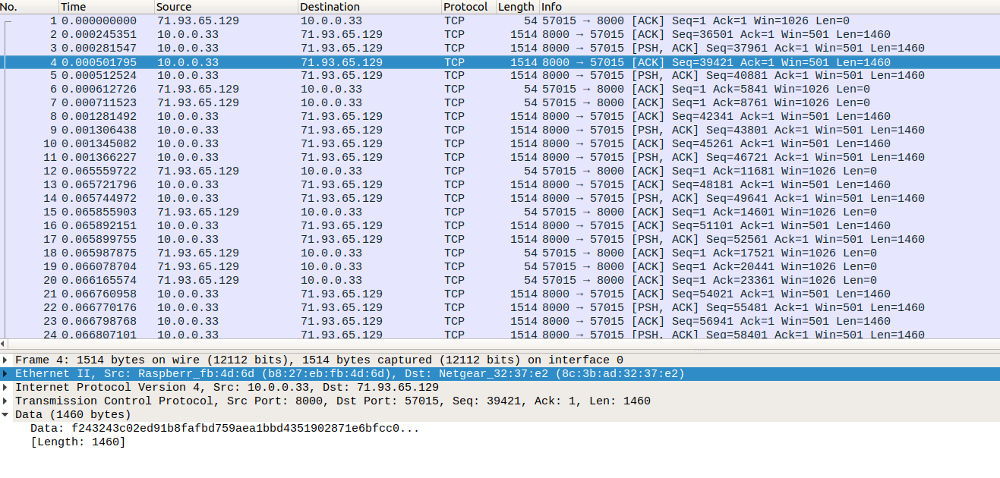 No. Time Source Destination Protocol Length Info
1 0.000000000 71.93.65.129 10.0.0.33 TCP 54 57015 → 8000 [ACK] Seq=1 Ack=1 Win=1026 Len=0
2 0.000245351 10.0.0.33 71.93.65.129 TCP 1514 8000 → 57015 [ACK] Seq=36501 Ack=1 Win=501 Len=1460
3 0.000281547 10.0.0.33 71.93.65.129 TCP 1514 8000 → 57015 [PSH, ACK] Seq=37961 Ack=1 Win=501 Len=1460
4 0.000501795 10.0.0.33 71.93.65.129 TCP 1514 8000 → 57015 [ACK] Seq=39421 Ack=1 Win=501 Len=1460
5 0.000512524 10.0.0.33 71.93.65.129 TCP 1514 8000 → 57015 [PSH, ACK] Seq=40881 Ack=1 Win=501 Len=1460
6 0.000612726 71.93.65.129 10.0.0.33 TCP 54 57015 → 8000 [ACK] Seq=1 Ack=5841 Win=1026 Len=0
7 0.000711523 71.93.65.129 10.0.0.33 TCP 54 57015 → 8000 [ACK] Seq=1 Ack=8761 Win=1026 Len=0
8 0.001281492 10.0.0.33 71.93.65.129 TCP 1514 8000 → 57015 [ACK] Seq=42341 Ack=1 Win=501 Len=1460
9 0.001306438 10.0.0.33 71.93.65.129 TCP 1514 8000 → 57015 [PSH, ACK] Seq=43801 Ack=1 Win=501 Len=1460
10 0.001345082 10.0.0.33 71.93.65.129 TCP 1514 8000 → 57015 [ACK] Seq=45261 Ack=1 Win=501 Len=1460
11 0.001366227 10.0.0.33 71.93.65.129 TCP 1514 8000 → 57015 [PSH, ACK] Seq=46721 Ack=1 Win=501 Len=1460
12 0.065559722 71.93.65.129 10.0.0.33 TCP 54 57015 → 8000 [ACK] Seq=1 Ack=11681 Win=1026 Len=0
13 0.065721796 10.0.0.33 71.93.65.129 TCP 1514 8000 → 57015 [ACK] Seq=48181 Ack=1 Win=501 Len=1460
14 0.065744972 10.0.0.33 71.93.65.129 TCP 1514 8000 → 57015 [PSH, ACK] Seq=49641 Ack=1 Win=501 Len=1460
15 0.065855903 71.93.65.129 10.0.0.33 TCP 54 57015 → 8000 [ACK] Seq=1 Ack=14601 Win=1026 Len=0
16 0.065892151 10.0.0.33 71.93.65.129 TCP 1514 8000 → 57015 [ACK] Seq=51101 Ack=1 Win=501 Len=1460
17 0.065899755 10.0.0.33 71.93.65.129 TCP 1514 8000 → 57015 [PSH, ACK] Seq=52561 Ack=1 Win=501 Len=1460
18 0.065987875 71.93.65.129 10.0.0.33 TCP 54 57015 → 8000 [ACK] Seq=1 Ack=17521 Win=1026 Len=0
19 0.066078704 71.93.65.129 10.0.0.33 TCP 54 57015 → 8000 [ACK] Seq=1 Ack=20441 Win=1026 Len=0
20 0.066165574 71.93.65.129 10.0.0.33 TCP 54 57015 → 8000 [ACK] Seq=1 Ack=23361 Win=1026 Len=0
21 0.066760958 10.0.0.33 71.93.65.129 TCP 1514 8000 → 57015 [ACK] Seq=54021 Ack=1 Win=501 Len=1460
22 0.066770176 10.0.0.33 71.93.65.129 TCP 1514 8000 → 57015 [PSH, ACK] Seq=55481 Ack=1 Win=501 Len=1460
23 0.066798768 10.0.0.33 71.93.65.129 TCP 1514 8000 → 57015 [ACK] Seq=56941 Ack=1 Win=501 Len=1460
24 0.066807101 10.0.0.33 71.93.65.129 TCP 1514 8000 → 57015 [PSH, ACK] Seq=58401 Ack=1 Win=501 Len=1460
Frame 4: 1514 bytes on wire (12112 bits), 1514 bytes captured (12112 bits) on interface 0
Ethernet II, Src: Raspberr_fb:4d:6d (b8:27:eb:fb:4d:6d), Dst: Netgear_32:37:e2 (8c:3b:ad:32:37:e2)
Internet Protocol Version 4, Src: 10.0.0.33, Dst: 71.93.65.129
Transmission Control Protocol, Src Port: 8000, Dst Port: 57015, Seq: 39421, Ack: 1, Len: 1460
Data (1460 bytes)
Data: f243243c02ed91b8fafbd759aea1bbd4351902871e6bfcc0...
[Length: 1460]